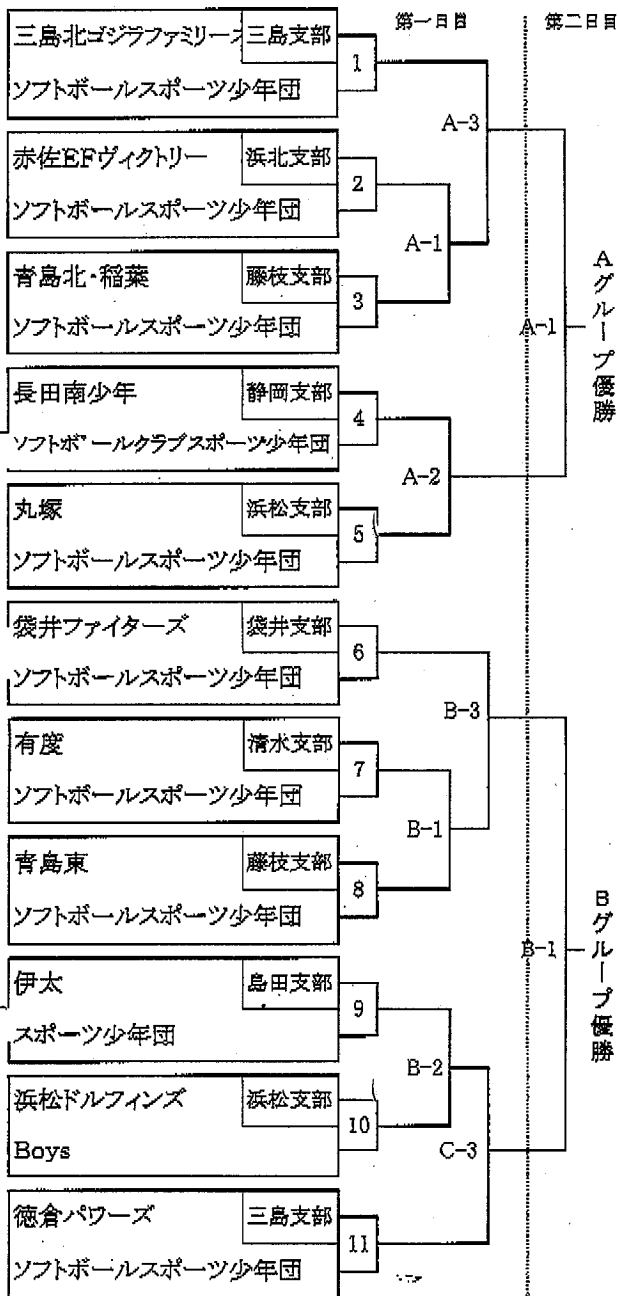 第一日目 第二日目
三島北ゴジラファミリーズ 三島支部
ソフトボールスポーツ少年団
1
A-3
赤佐EFヴィクトリー 浜北支部
ソフトボールスポーツ少年団
2
A-1
青島北・稲葉 藤枝支部
ソフトボールスポーツ少年団
3
A-1
Aグループ優勝
長田南少年 静岡支部
ソフトボールクラブスポーツ少年団
4
A-2
丸塚 浜松支部
ソフトボールスポーツ少年団
5
袋井ファイターズ 袋井支部
ソフトボールスポーツ少年団
6
B-3
有度 清水支部
ソフトボールスポーツ少年団
7
B-1
青島東 藤枝支部
ソフトボールスポーツ少年団
8
B-1
Bグループ優勝
伊太 島田支部
スポーツ少年団
9
B-2
浜松ドルフィンズ 浜松支部
Boys
10
C-3
徳倉パワーズ 三島支部
ソフトボールスポーツ少年団
11